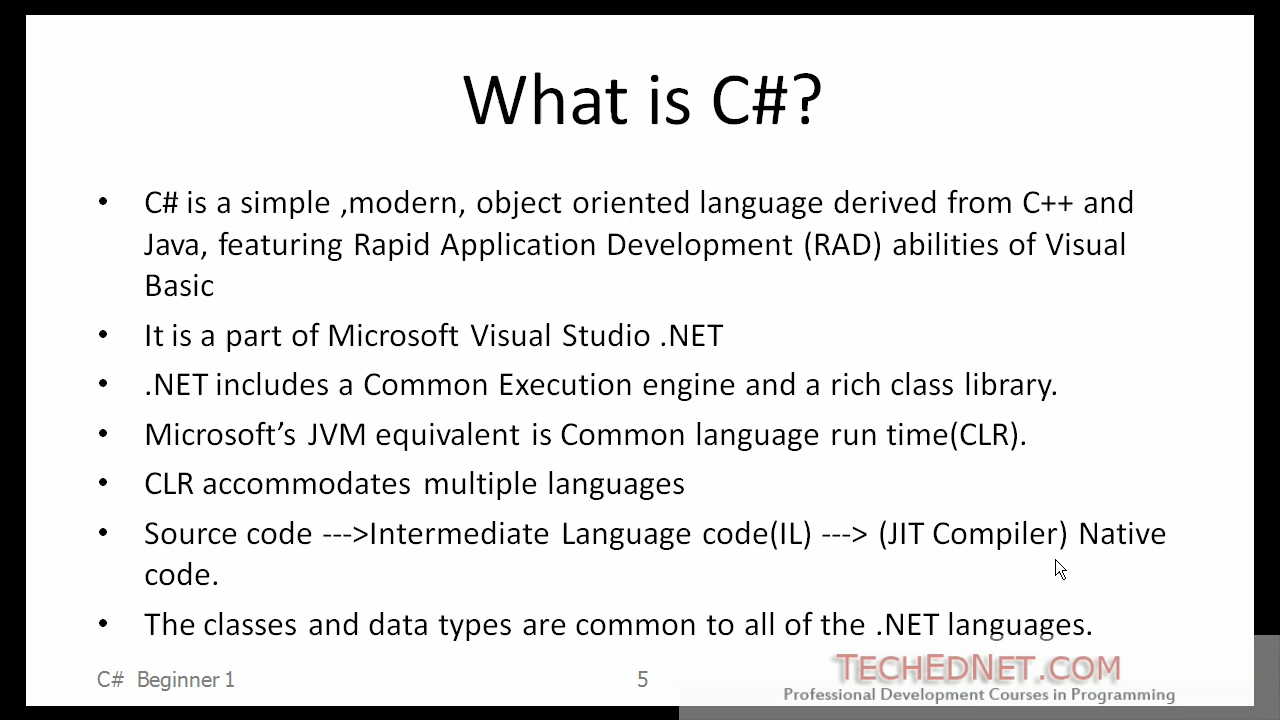 What is C#?
• C# is a simple ,modern, object oriented language derived from C++ and
Java, featuring Rapid Application Development (RAD) abilities of Visual
Basic
• It is a part of Microsoft Visual Studio .NET
• .NET includes a Common Execution engine and a rich class library.
• Microsoft’s JVM equivalent is Common language run time(CLR).
• CLR accommodates multiple languages
• Source code --->Intermediate Language code(IL) ---> (JIT Compiler) Native
code.
• The classes and data types are common to all of the .NET languages.
C# Beginner 1
5
TECHEDNET.COM
Professional Development Courses in Programming